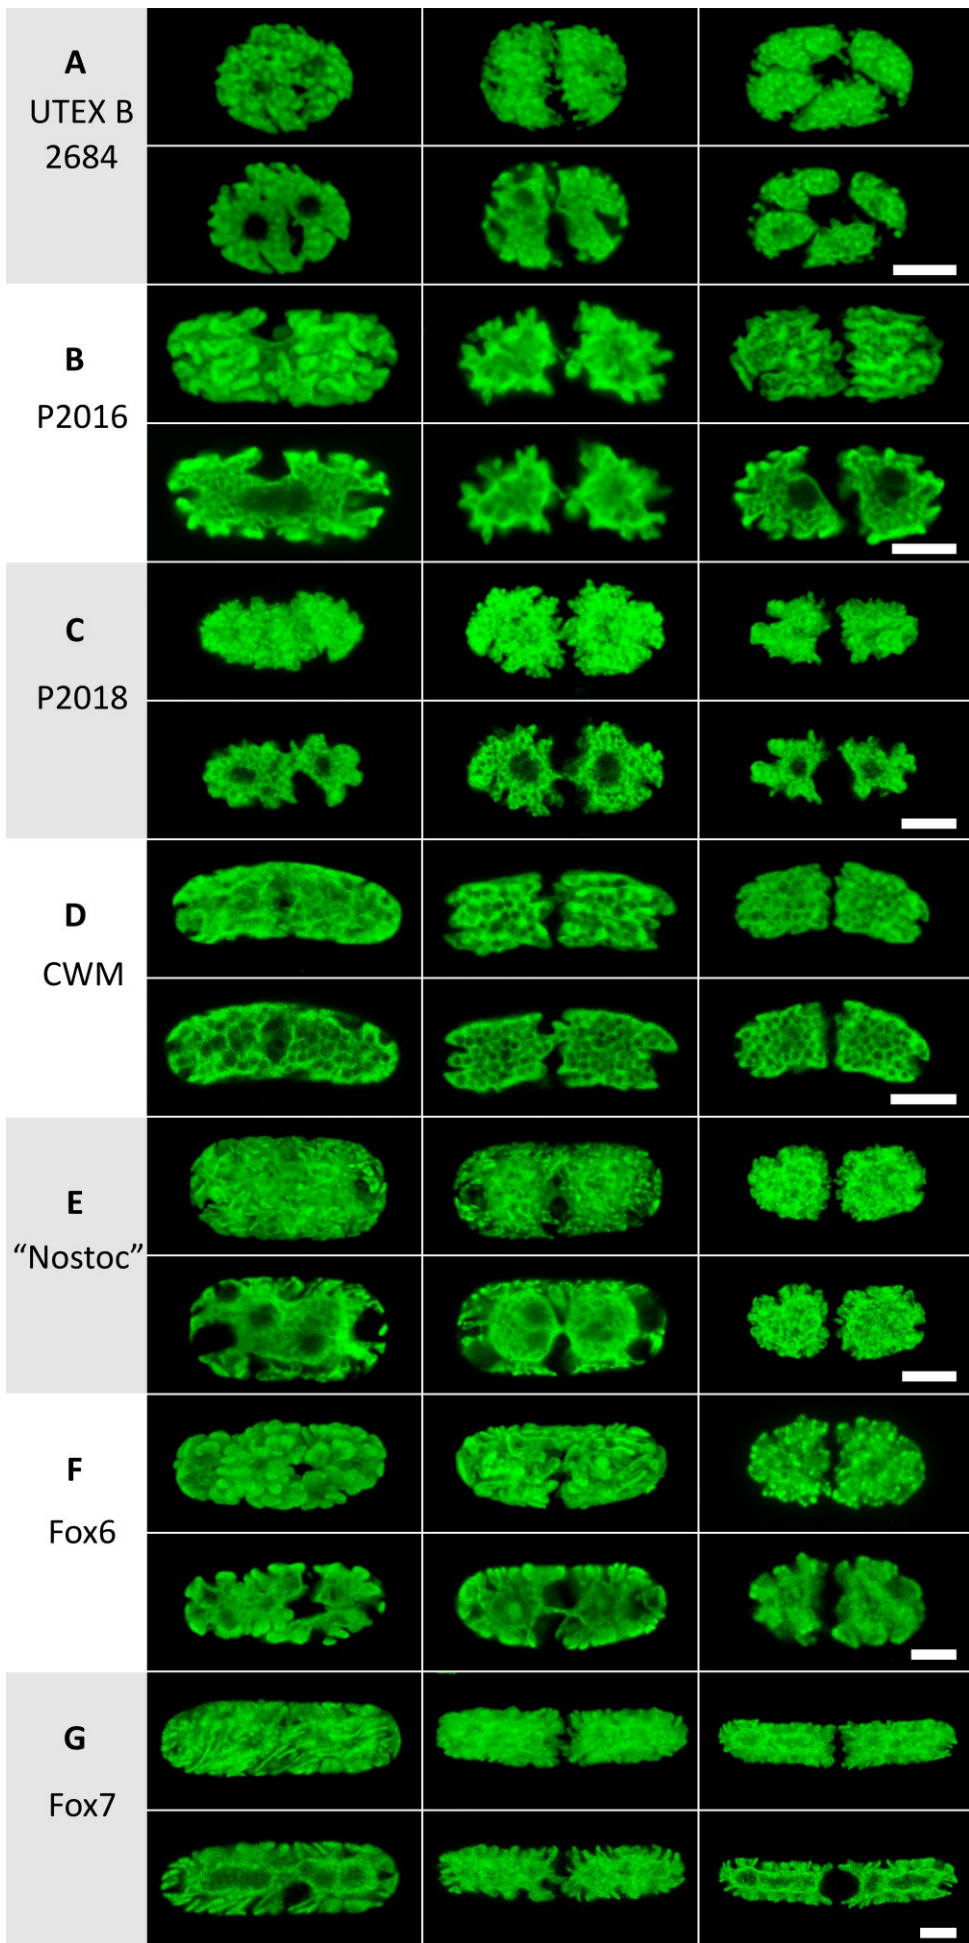 A
UTEX B
2684
B
P2016
C
P2018
D
CWM
E
“Nostoc”
F
Fox6
G
Fox7